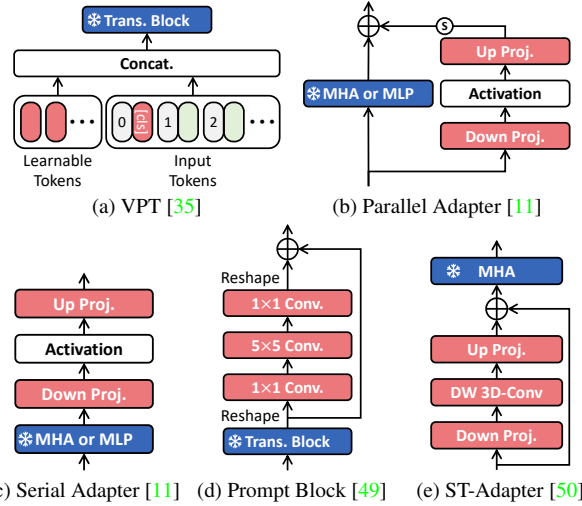 Trans. Block
Concat.
0 [cls] 1 2 •••
•••
Learnable Tokens
Input Tokens
(a) VPT [35]
S
Up Proj.
MHA or MLP
Activation
Down Proj.
(b) Parallel Adapter [11]
Up Proj.
Activation
Down Proj.
MHA or MLP
c) Serial Adapter [11]
Reshape
1×1 Conv.
5×5 Conv.
1×1 Conv.
Reshape
Trans. Block
(d) Prompt Block [49]
MHA
Up Proj.
DW 3D-Conv
Down Proj.
(e) ST-Adapter [50]